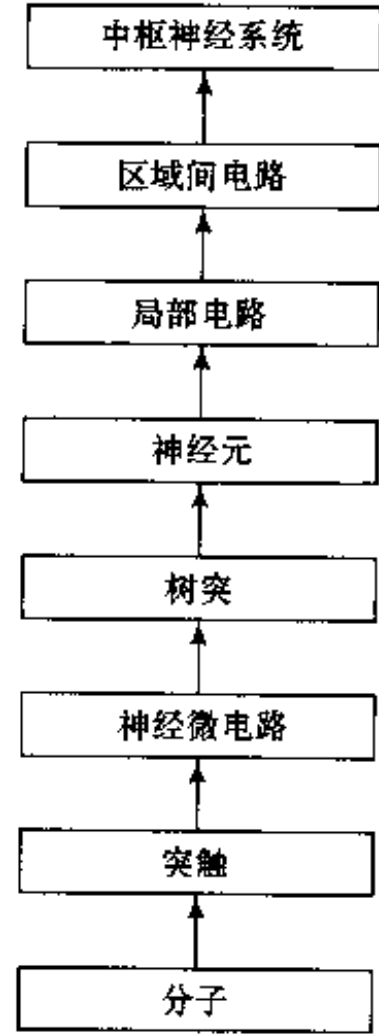 中枢神经系统
区域间电路
局部电路
神经元
树突
神经微电路
突触
分子